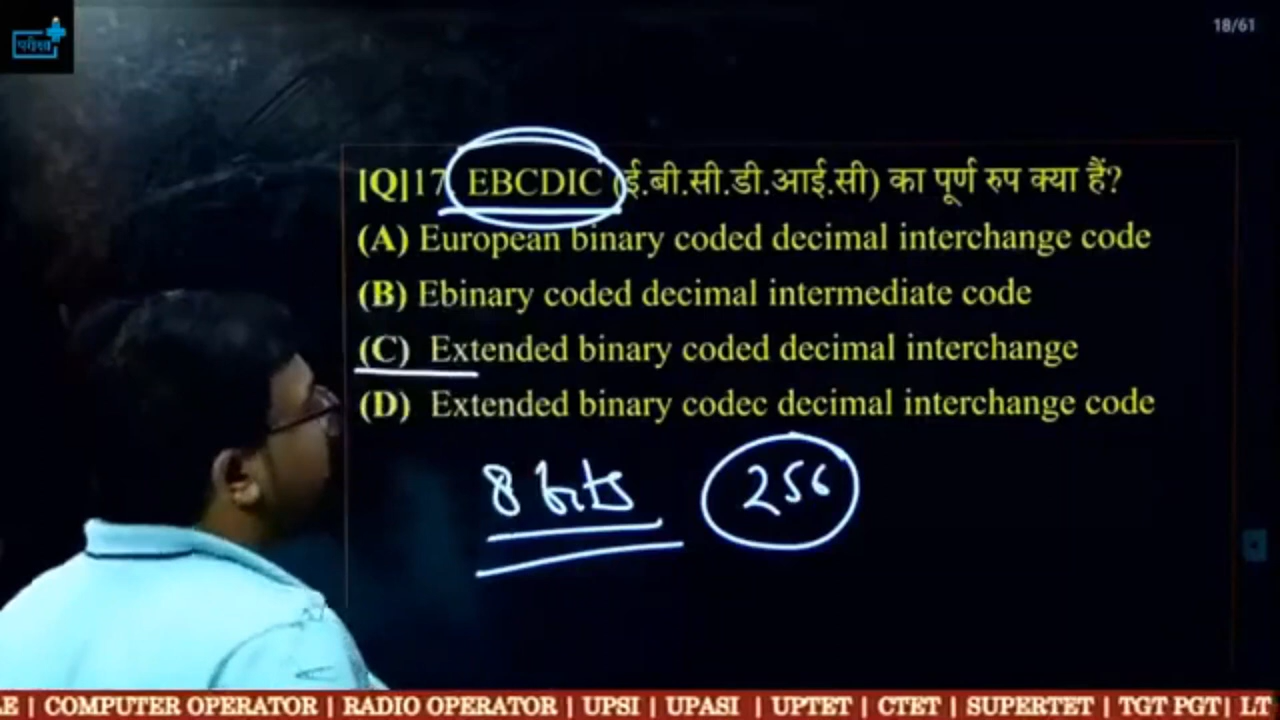 परीक्षा
18/61
[Q]17 EBCDIC (ई.बी.सी.डी.आई.सी) का पूर्ण रुप क्या हैं?
(A) European binary coded decimal interchange code
(B) Ebinary coded decimal intermediate code
(C) Extended binary coded decimal interchange
(D) Extended binary codec decimal interchange code
8 bits 256
E | COMPUTER OPERATOR | RADIO OPERATOR | UPSI | UPASI | UPTET | CTET | SUPERTET | TGT PGT | LT